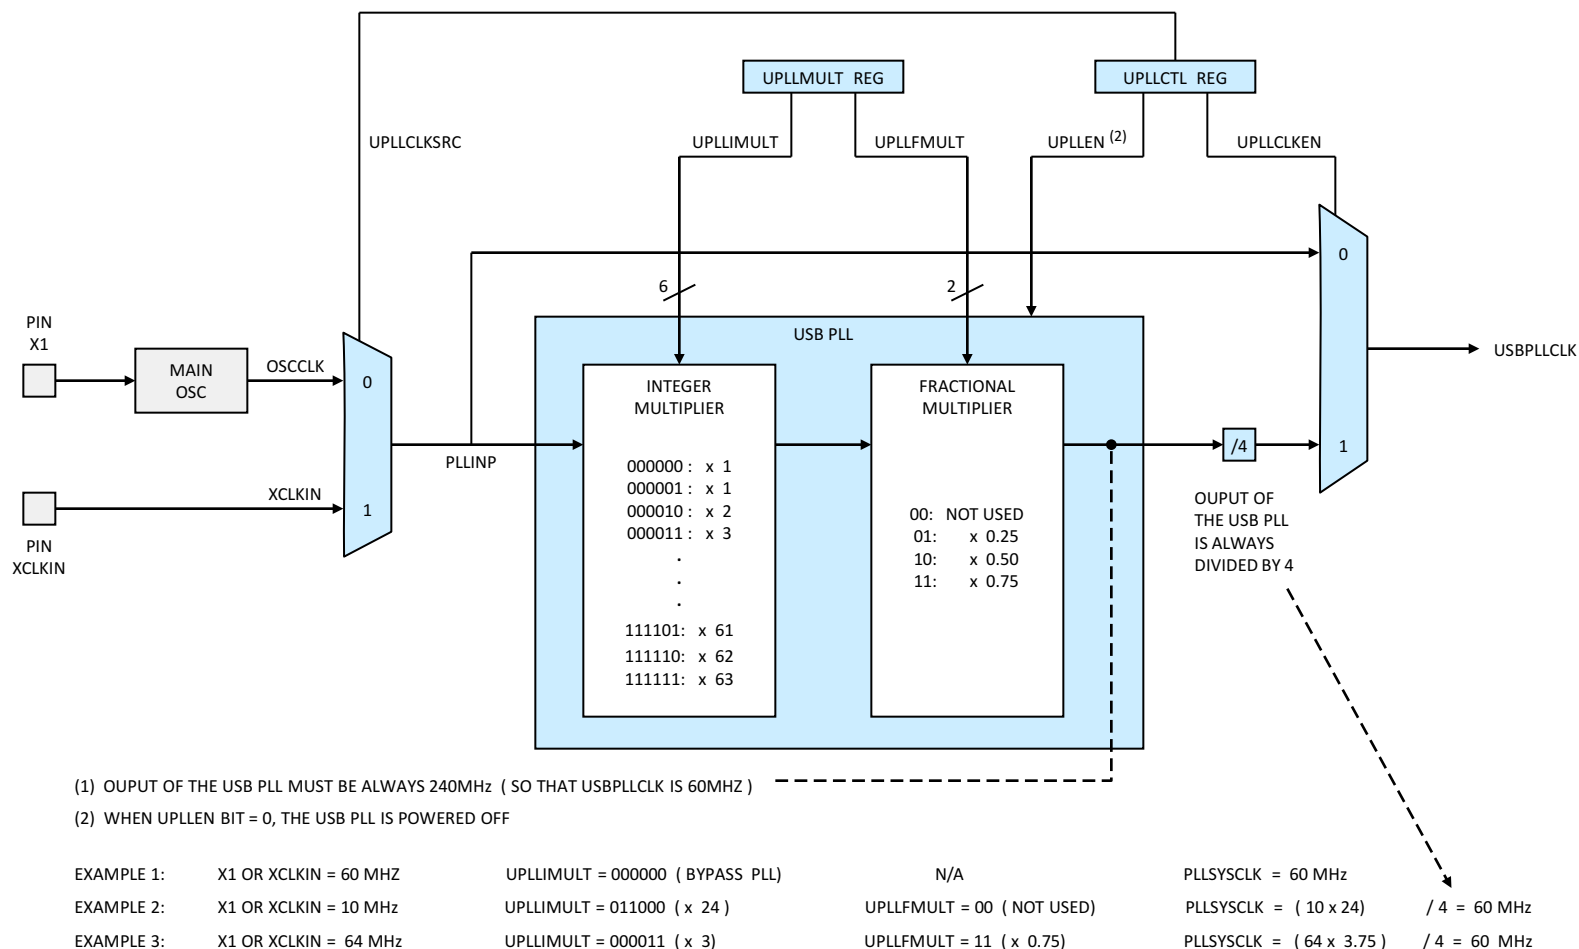 UPLLMULT REG
UPLLCTL REG
UPLLCLKSRC
UPLLIMULT
UPLLFMULT
UPLLEN (2)
UPLLCLKEN
0
6
2
PIN
X1
USB PLL
MAIN
OSC
OSCCLK
0
INTEGER
MULTIPLIER
FRACTIONAL
MULTIPLIER
USBPLLCLK
PLLINP
/4
1
XCLKIN
1
PIN
XCLKIN
000000 : x 1
000001 : x 1
000010 : x 2
000011 : x 3
.
.
.
111101: x 61
111110: x 62
111111: x 63
00: NOT USED
01: x 0.25
10: x 0.50
11: x 0.75
OUPUT OF
THE USB PLL
IS ALWAYS
DIVIDED BY 4
(1) OUPUT OF THE USB PLL MUST BE ALWAYS 240MHz ( SO THAT USBPLLCLK IS 60MHZ )
(2) WHEN UPLLEN BIT = 0, THE USB PLL IS POWERED OFF
EXAMPLE 1: X1 OR XCLKIN = 60 MHZ UPLLIMULT = 000000 ( BYPASS PLL) N/A PLLSYSCLK = 60 MHz
EXAMPLE 2: X1 OR XCLKIN = 10 MHz UPLLIMULT = 011000 ( x 24 ) UPLLFMULT = 00 ( NOT USED) PLLSYSCLK = ( 10 x 24) / 4 = 60 MHz
EXAMPLE 3: X1 OR XCLKIN = 64 MHz UPLLIMULT = 000011 ( x 3) UPLLFMULT = 11 ( x 0.75) PLLSYSCLK = ( 64 x 3.75 ) / 4 = 60 MHz